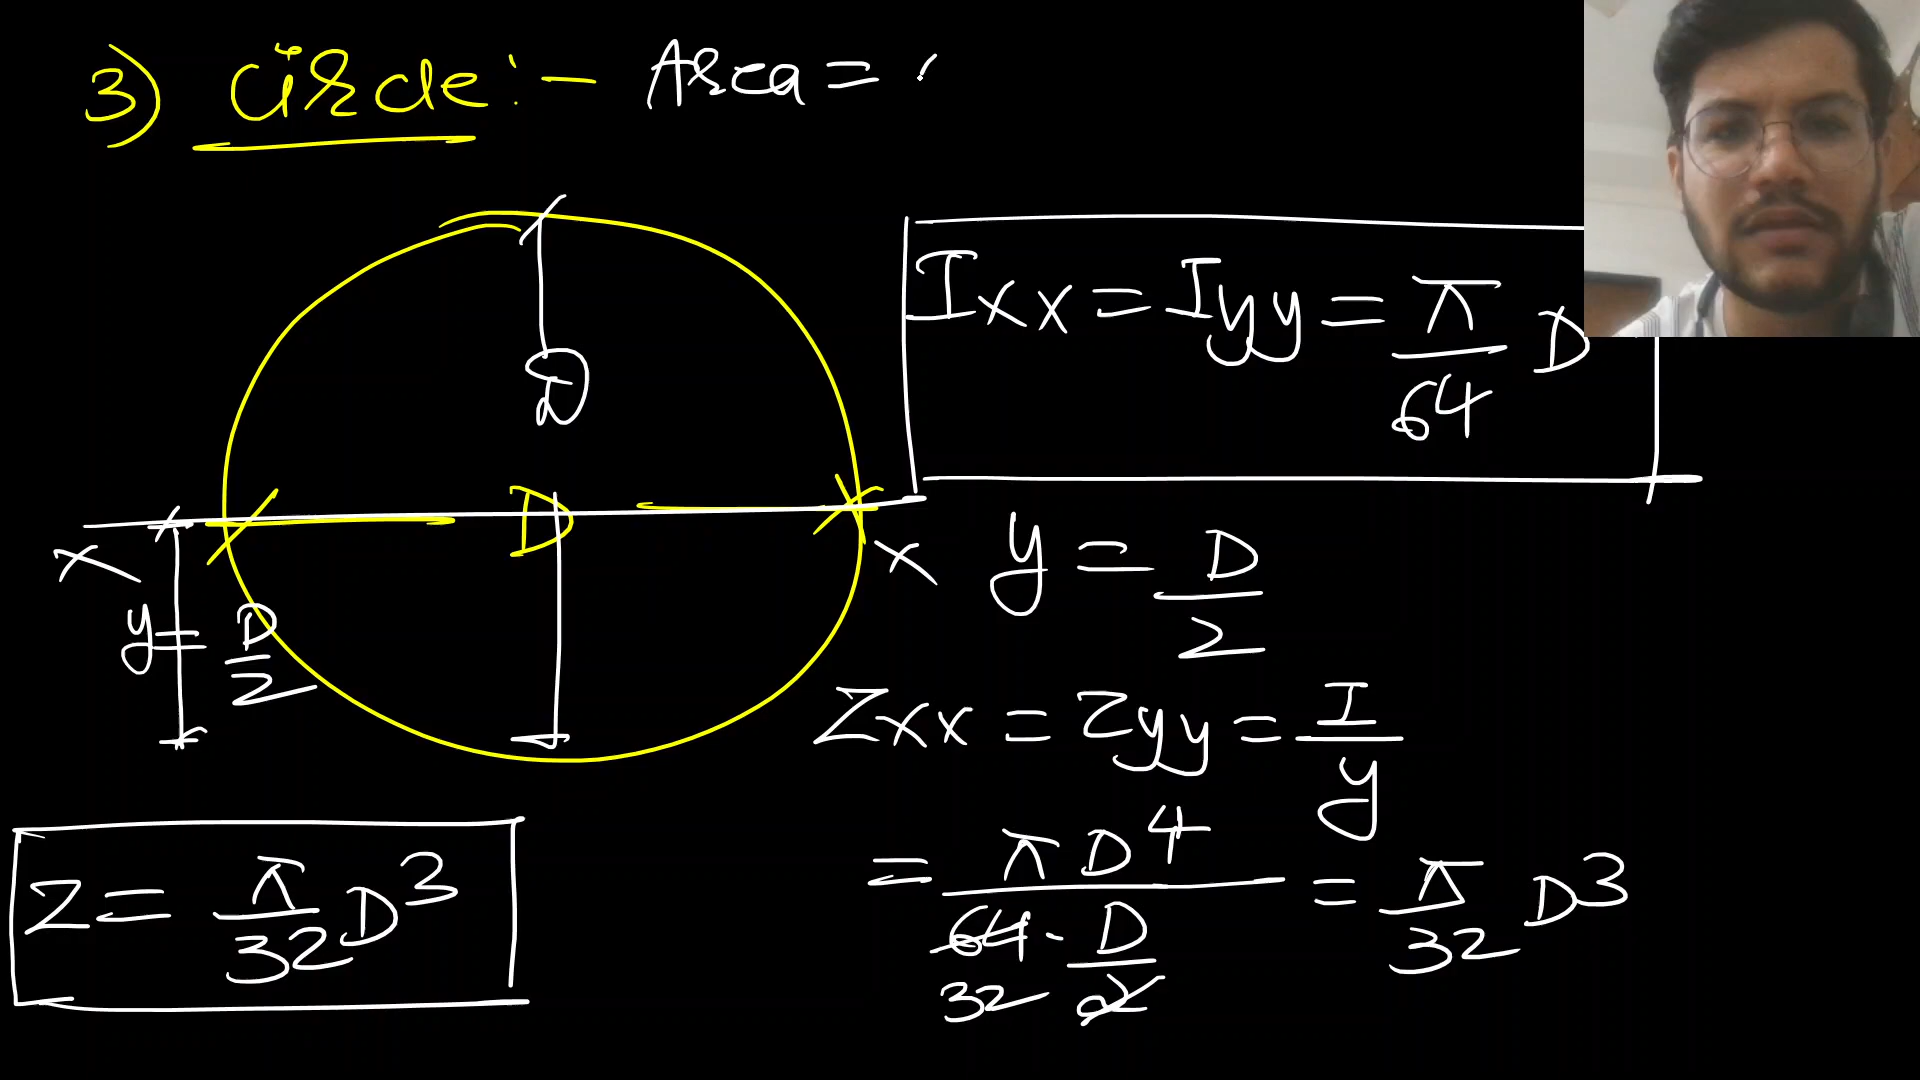 3) Circle :- Area =
D
Ixx = Iyy = π/64 D
D
x x
y = D/2
y = D/2
Zxx = Zyy = I/y
= πD⁴ / 64 · D/2 = π/32 D³
32
Z = π/32 D³